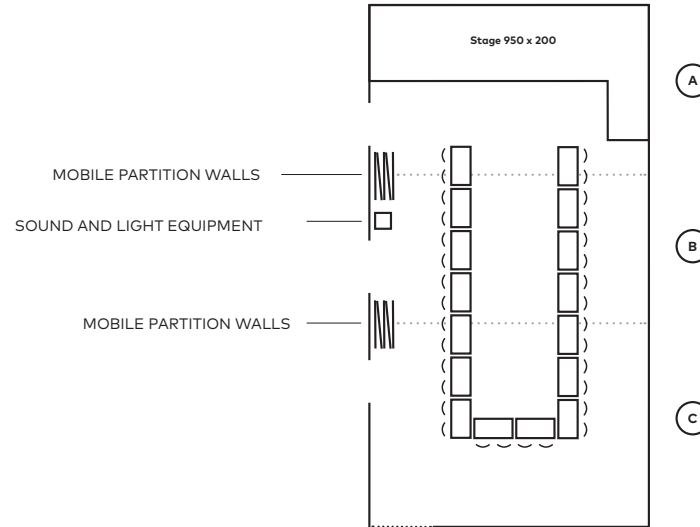 Stage 950 x 200
A
MOBILE PARTITION WALLS
SOUND AND LIGHT EQUIPMENT
B
MOBILE PARTITION WALLS
C